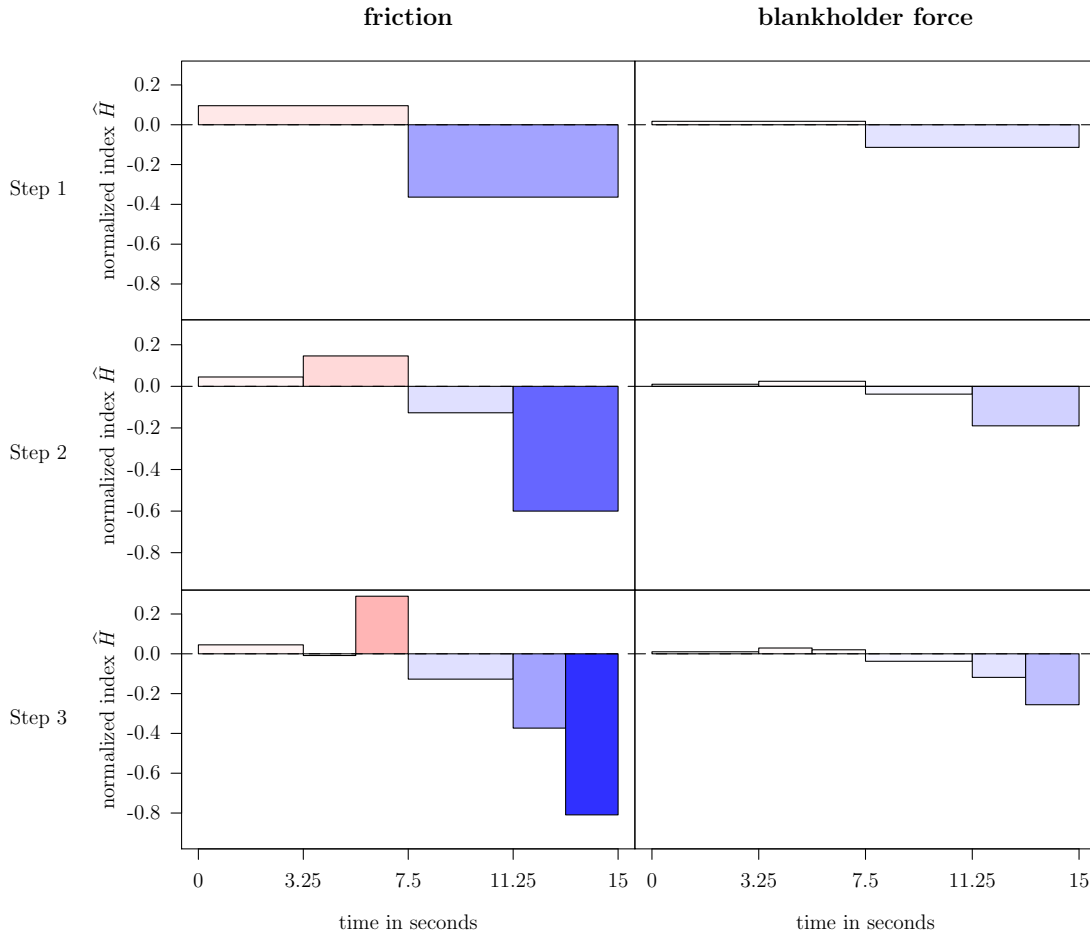 friction
blankholder force
Step 1
normalized index Ĥ
0.2
0.0
-0.2
-0.4
-0.6
-0.8
Step 2
normalized index Ĥ
0.2
0.0
-0.2
-0.4
-0.6
-0.8
Step 3
normalized index Ĥ
0.2
0.0
-0.2
-0.4
-0.6
-0.8
0 3.25 7.5 11.25 15
0 3.25 7.5 11.25 15
time in seconds
time in seconds